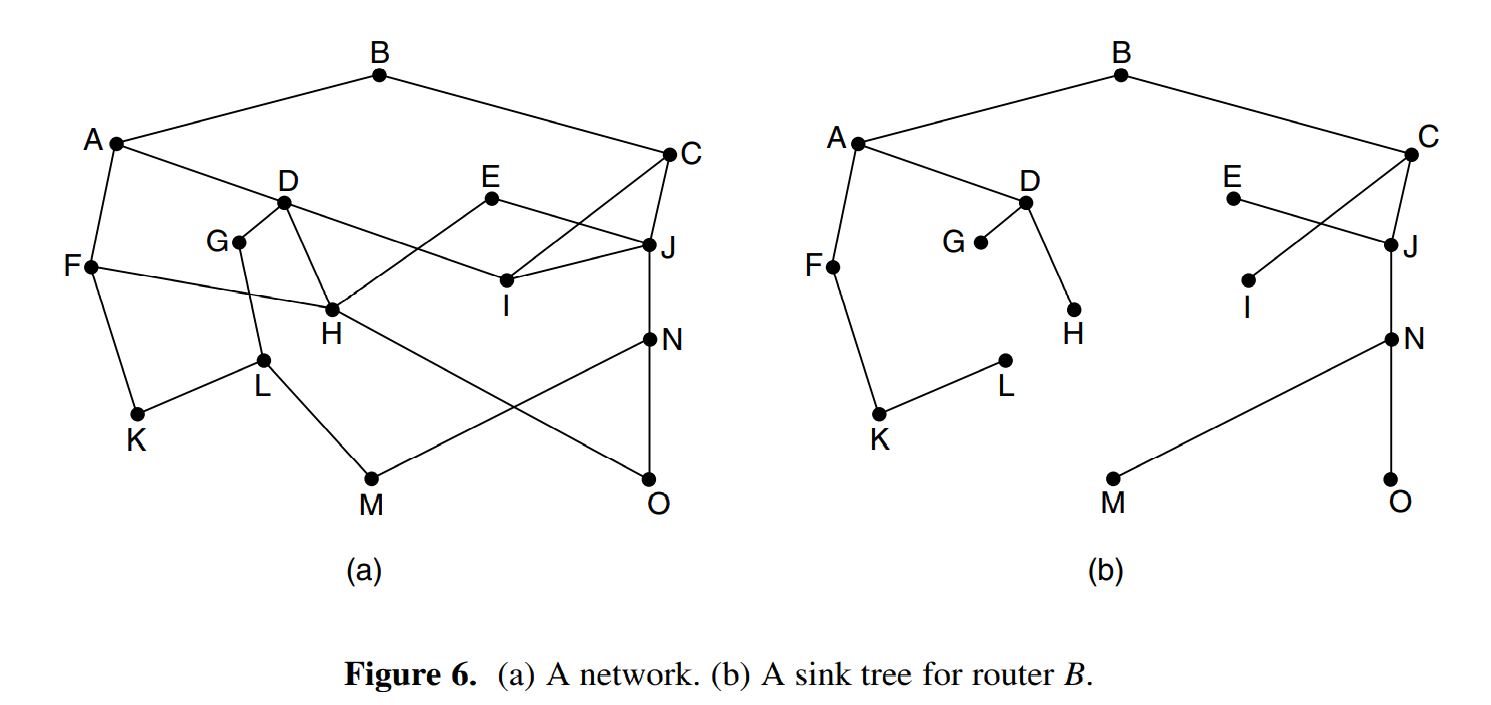 B B
A C A C
D E D E
G J G J
F I F I
H N H N
L L
K K
M O M O
(a) (b)
Figure 6. (a) A network. (b) A sink tree for router B.